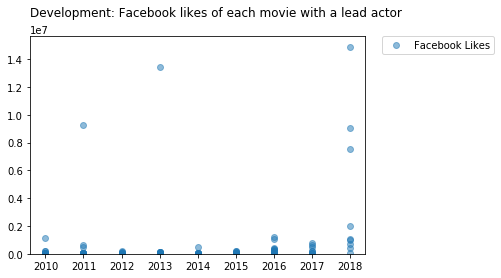 Development: Facebook likes of each movie with a lead actor
1e7
Facebook Likes
1.4
1.2
1.0
0.8
0.6
0.4
0.2
0.0
2010 2011 2012 2013 2014 2015 2016 2017 2018